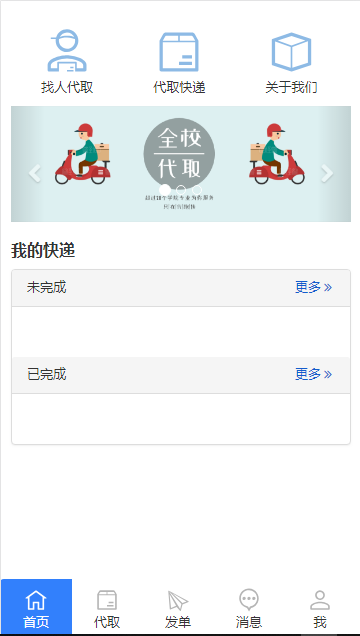 找人代取 代取快递 关于我们
全校
代取
我的快递
未完成 更多 »
已完成 更多 »
首页 代取 发单 消息 我